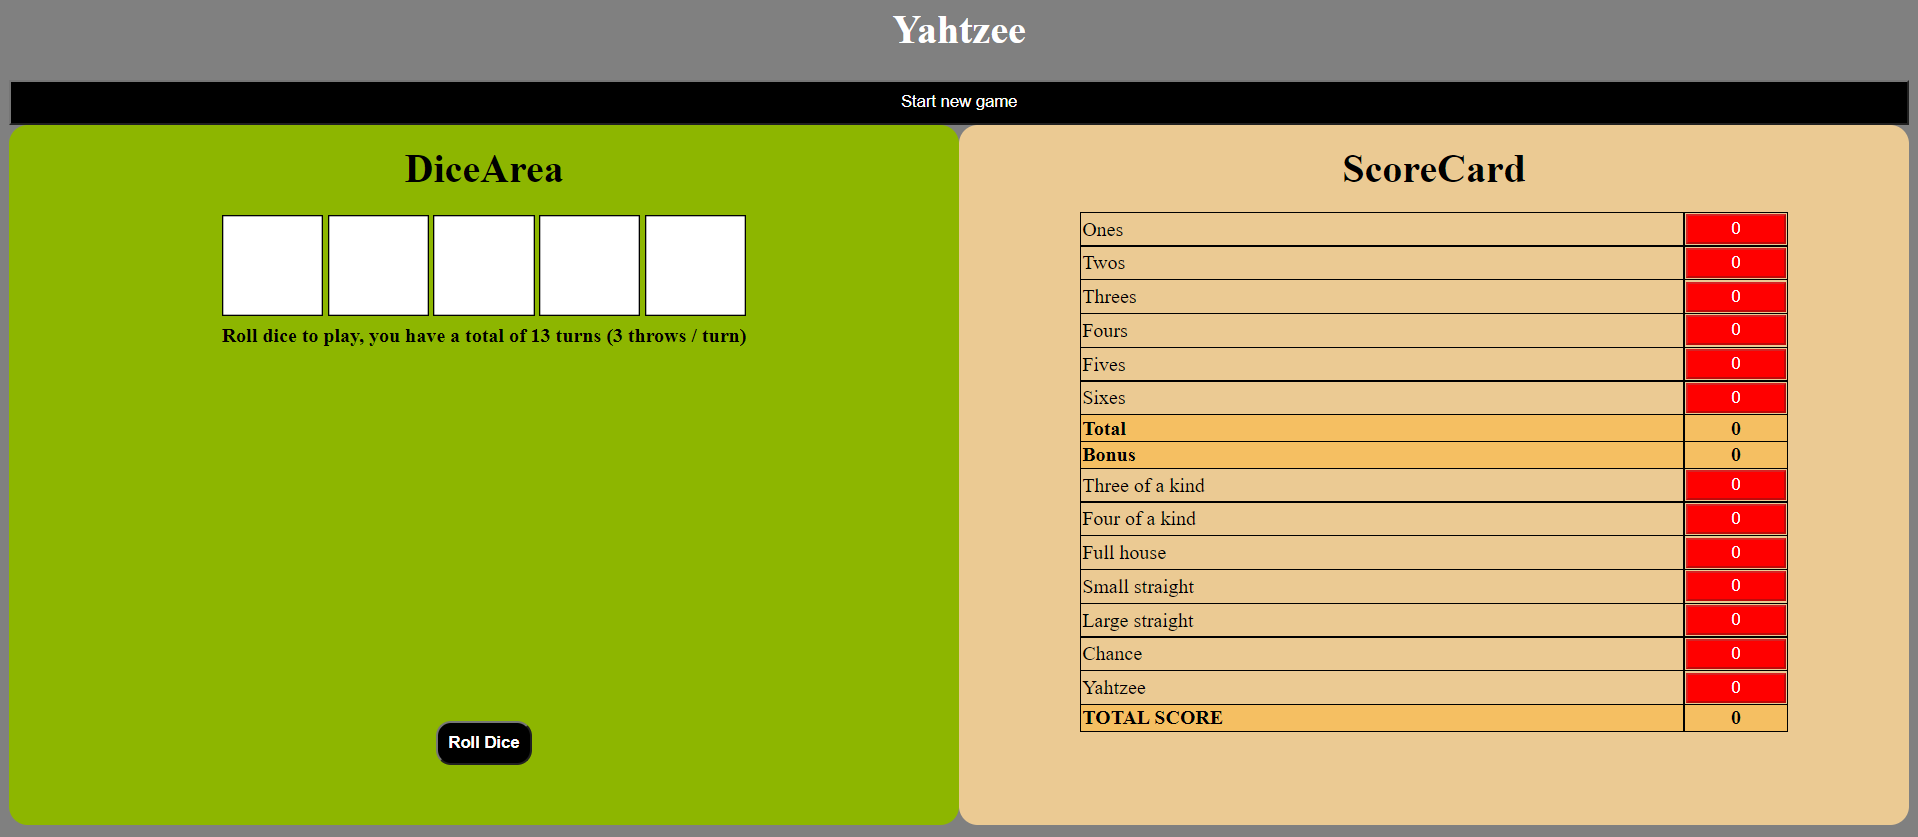 Yahtzee
Start new game
DiceArea
Roll dice to play, you have a total of 13 turns (3 throws / turn)
Roll Dice
ScoreCard
Ones 0
Twos 0
Threes 0
Fours 0
Fives 0
Sixes 0
Total 0
Bonus 0
Three of a kind 0
Four of a kind 0
Full house 0
Small straight 0
Large straight 0
Chance 0
Yahtzee 0
TOTAL SCORE 0